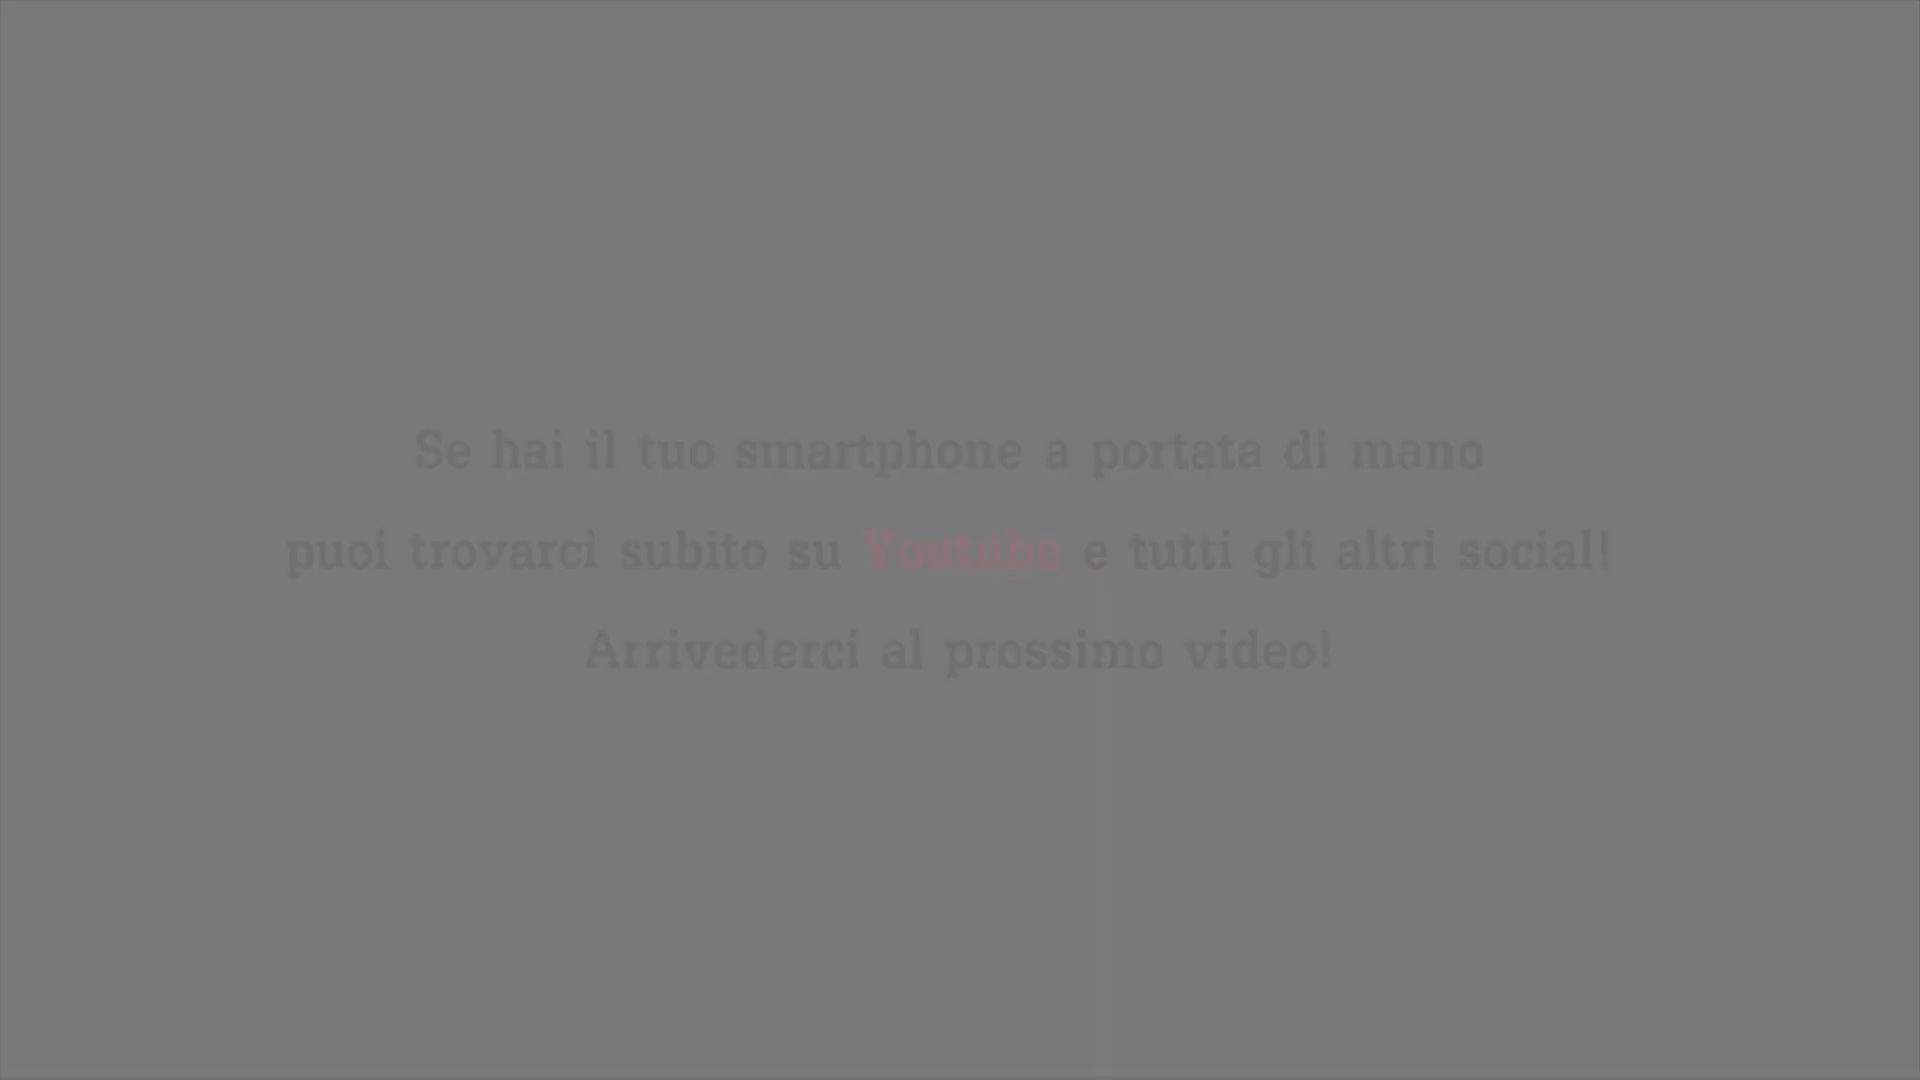 Se hai il tuo smartphone a portata di mano
puoi trovarci subito su Youtube e tutti gli altri social!
Arrivederci al prossimo video!